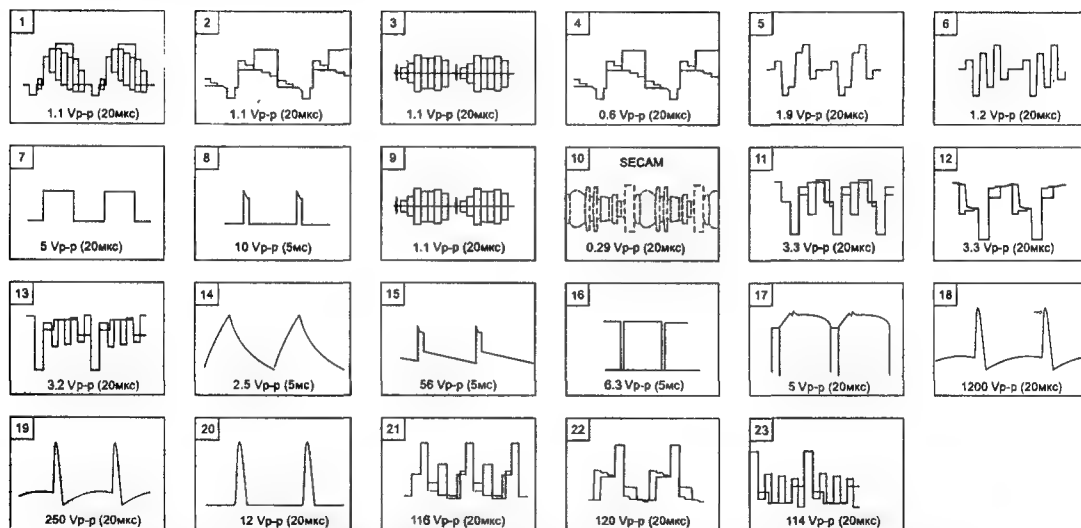 1
2
3
4
5
6
1.1 Vp-p (20мкс)
1.1 Vp-p (20мкс)
1.1 Vp-p (20мкс)
0.6 Vp-p (20мкс)
1.9 Vp-p (20мкс)
1.2 Vp-p (20мкс)
7
8
9
10
SECAM
11
12
5 Vp-p (20мкс)
10 Vp-p (5мс)
1.1 Vp-p (20мкс)
0.29 Vp-p (20мкс)
3.3 Vp-p (20мкс)
3.3 Vp-p (20мкс)
13
14
15
16
17
18
3.2 Vp-p (20мкс)
2.5 Vp-p (5мс)
56 Vp-p (5мс)
6.3 Vp-p (5мс)
5 Vp-p (20мкс)
1200 Vp-p (20мкс)
19
20
21
22
23
250 Vp-p (20мкс)
12 Vp-p (20мкс)
116 Vp-p (20мкс)
120 Vp-p (20мкс)
114 Vp-p (20мкс)